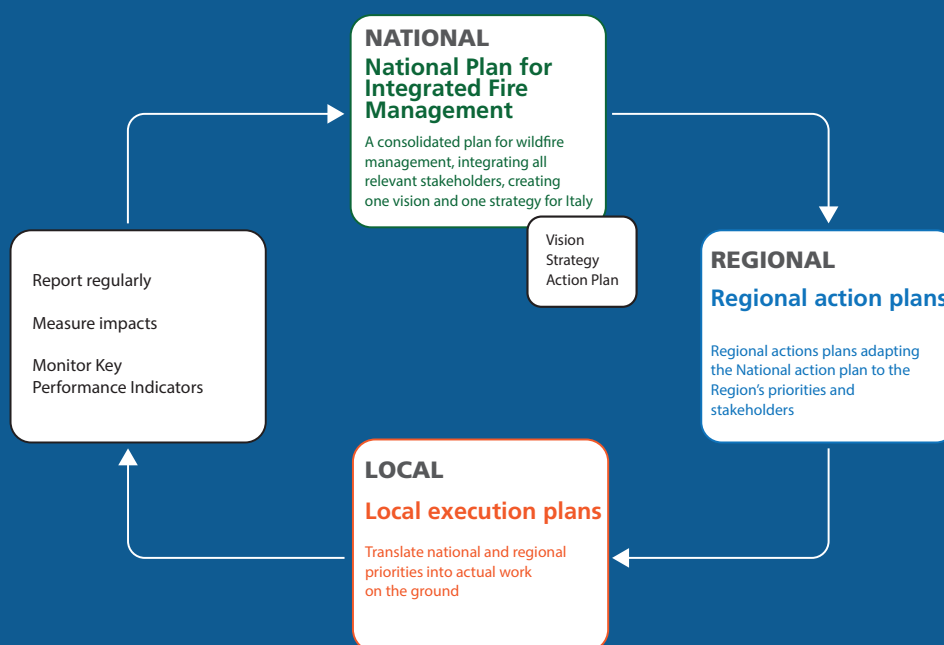 NATIONAL
National Plan for
Integrated Fire
Management
A consolidated plan for wildfire
management, integrating all
relevant stakeholders, creating
one vision and one strategy for Italy
Vision
Strategy
Action Plan
REGIONAL
Regional action plans
Regional actions plans adapting
the National action plan to the
Region's priorities and
stakeholders
LOCAL
Local execution plans
Translate national and regional
priorities into actual work
on the ground
Report regularly
Measure impacts
Monitor Key
Performance Indicators